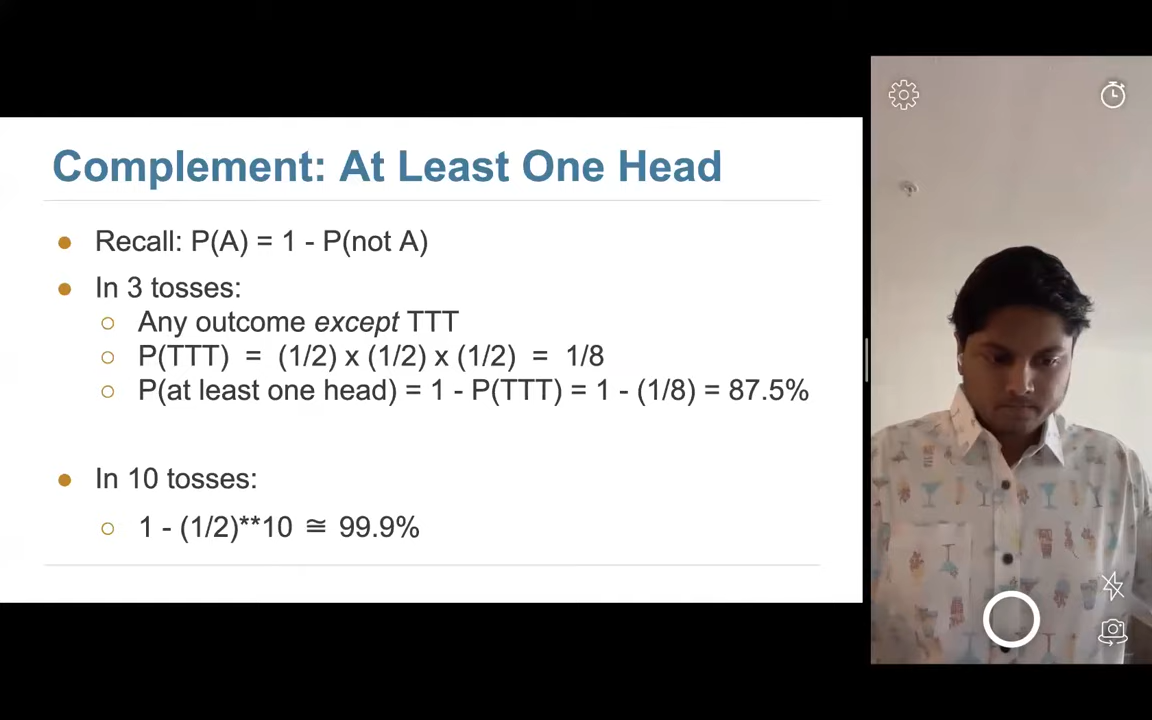 Complement: At Least One Head
● Recall: P(A) = 1 - P(not A)
● In 3 tosses:
○ Any outcome except TTT
○ P(TTT) = (1/2) x (1/2) x (1/2) = 1/8
○ P(at least one head) = 1 - P(TTT) = 1 - (1/8) = 87.5%
● In 10 tosses:
○ 1 - (1/2)**10 ≅ 99.9%